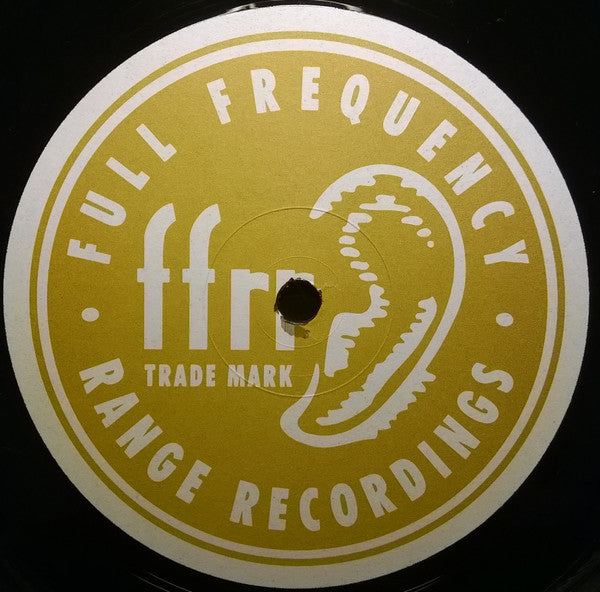 FULL FREQUENCY
ffrr
TRADE MARK
RANGE RECORDINGS